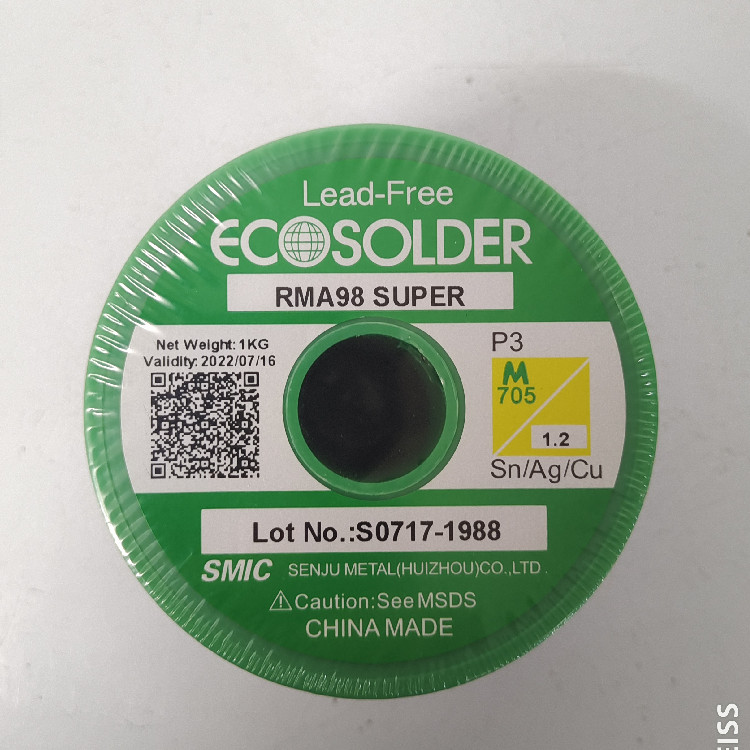 Lead-Free
ECOSOLDER
RMA98 SUPER
Net Weight: 1KG
Validity: 2022/07/16
P3
M
705
1.2
Sn/Ag/Cu
Lot No.:S0717-1988
SMIC SENJU METAL(HUIZHOU)CO.,LTD.
Caution:See MSDS
CHINA MADE